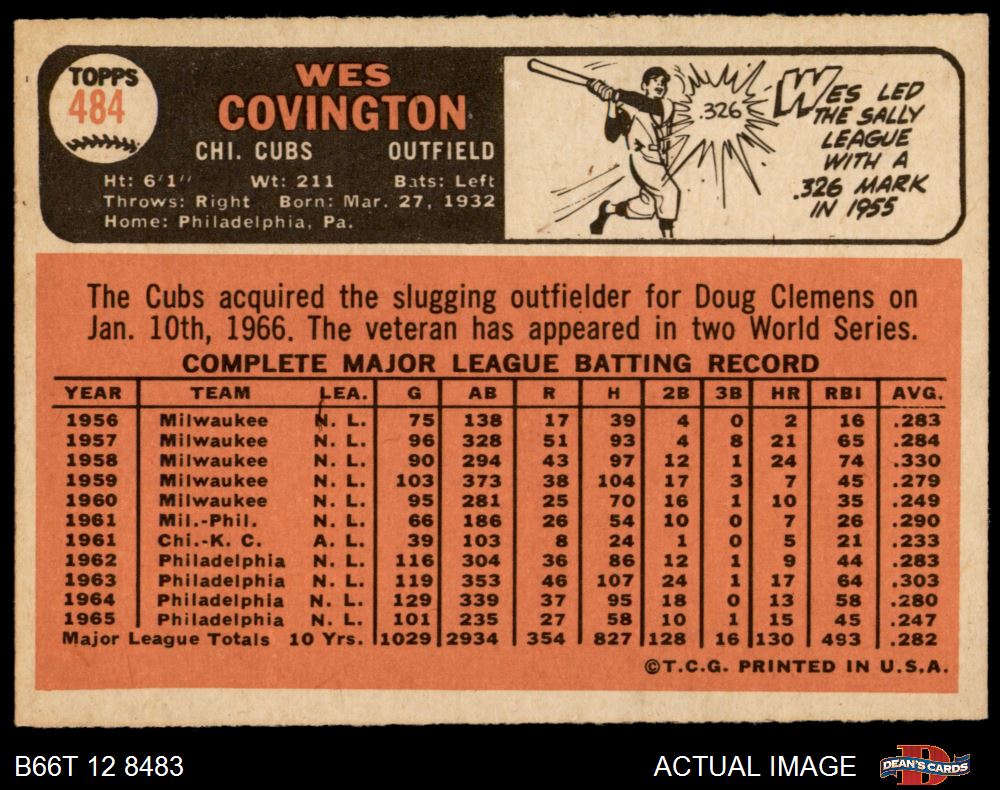 TOPPS
484
WES
COVINGTON
CHI. CUBS OUTFIELD
Ht: 6'1" Wt: 211 Bats: Left
Throws: Right Born: Mar. 27, 1932
Home: Philadelphia, Pa.
.326
WES LED
THE SALLY
LEAGUE
WITH A
.326 MARK
IN 1955
The Cubs acquired the slugging outfielder for Doug Clemens on
Jan. 10th, 1966. The veteran has appeared in two World Series.
COMPLETE MAJOR LEAGUE BATTING RECORD
YEAR TEAM LEA. G AB R H 2B 3B HR RBI AVG.
1956 Milwaukee N. L. 75 138 17 39 4 0 2 16 .283
1957 Milwaukee N. L. 96 328 51 93 4 8 21 65 .284
1958 Milwaukee N. L. 90 294 43 97 12 1 24 74 .330
1959 Milwaukee N. L. 103 373 38 104 17 3 7 45 .279
1960 Milwaukee N. L. 95 281 25 70 16 1 10 35 .249
1961 Mil.-Phil. N. L. 66 186 26 54 10 0 7 26 .290
1961 Chi.-K. C. A. L. 39 103 8 24 1 0 5 21 .233
1962 Philadelphia N. L. 116 304 36 86 12 1 9 44 .283
1963 Philadelphia N. L. 119 353 46 107 24 1 17 64 .303
1964 Philadelphia N. L. 129 339 37 95 18 0 13 58 .280
1965 Philadelphia N. L. 101 235 27 58 10 1 15 45 .247
Major League Totals 10 Yrs. 1029 2934 354 827 128 16 130 493 .282
©T.C.G. PRINTED IN U.S.A.
B66T 12 8483 ACTUAL IMAGE DEAN'S CARDS